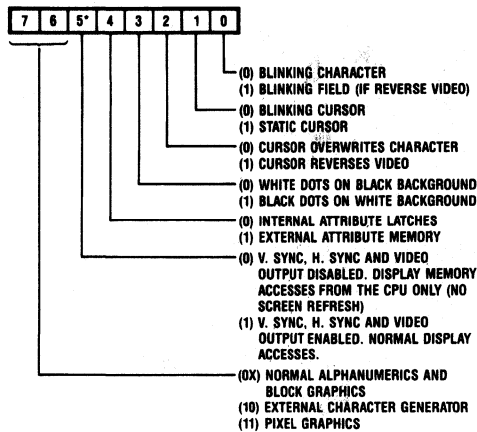 7 6 5* 4 3 2 1 0
(0) BLINKING CHARACTER
(1) BLINKING FIELD (IF REVERSE VIDEO)
(0) BLINKING CURSOR
(1) STATIC CURSOR
(0) CURSOR OVERWRITES CHARACTER
(1) CURSOR REVERSES VIDEO
(0) WHITE DOTS ON BLACK BACKGROUND
(1) BLACK DOTS ON WHITE BACKGROUND
(0) INTERNAL ATTRIBUTE LATCHES
(1) EXTERNAL ATTRIBUTE MEMORY
(0) V. SYNC, H. SYNC AND VIDEO
OUTPUT DISABLED. DISPLAY MEMORY
ACCESSES FROM THE CPU ONLY (NO
SCREEN REFRESH)
(1) V. SYNC, H. SYNC AND VIDEO
OUTPUT ENABLED. NORMAL DISPLAY
ACCESSES.
(0X) NORMAL ALPHANUMERICS AND
BLOCK GRAPHICS
(10) EXTERNAL CHARACTER GENERATOR
(11) PIXEL GRAPHICS